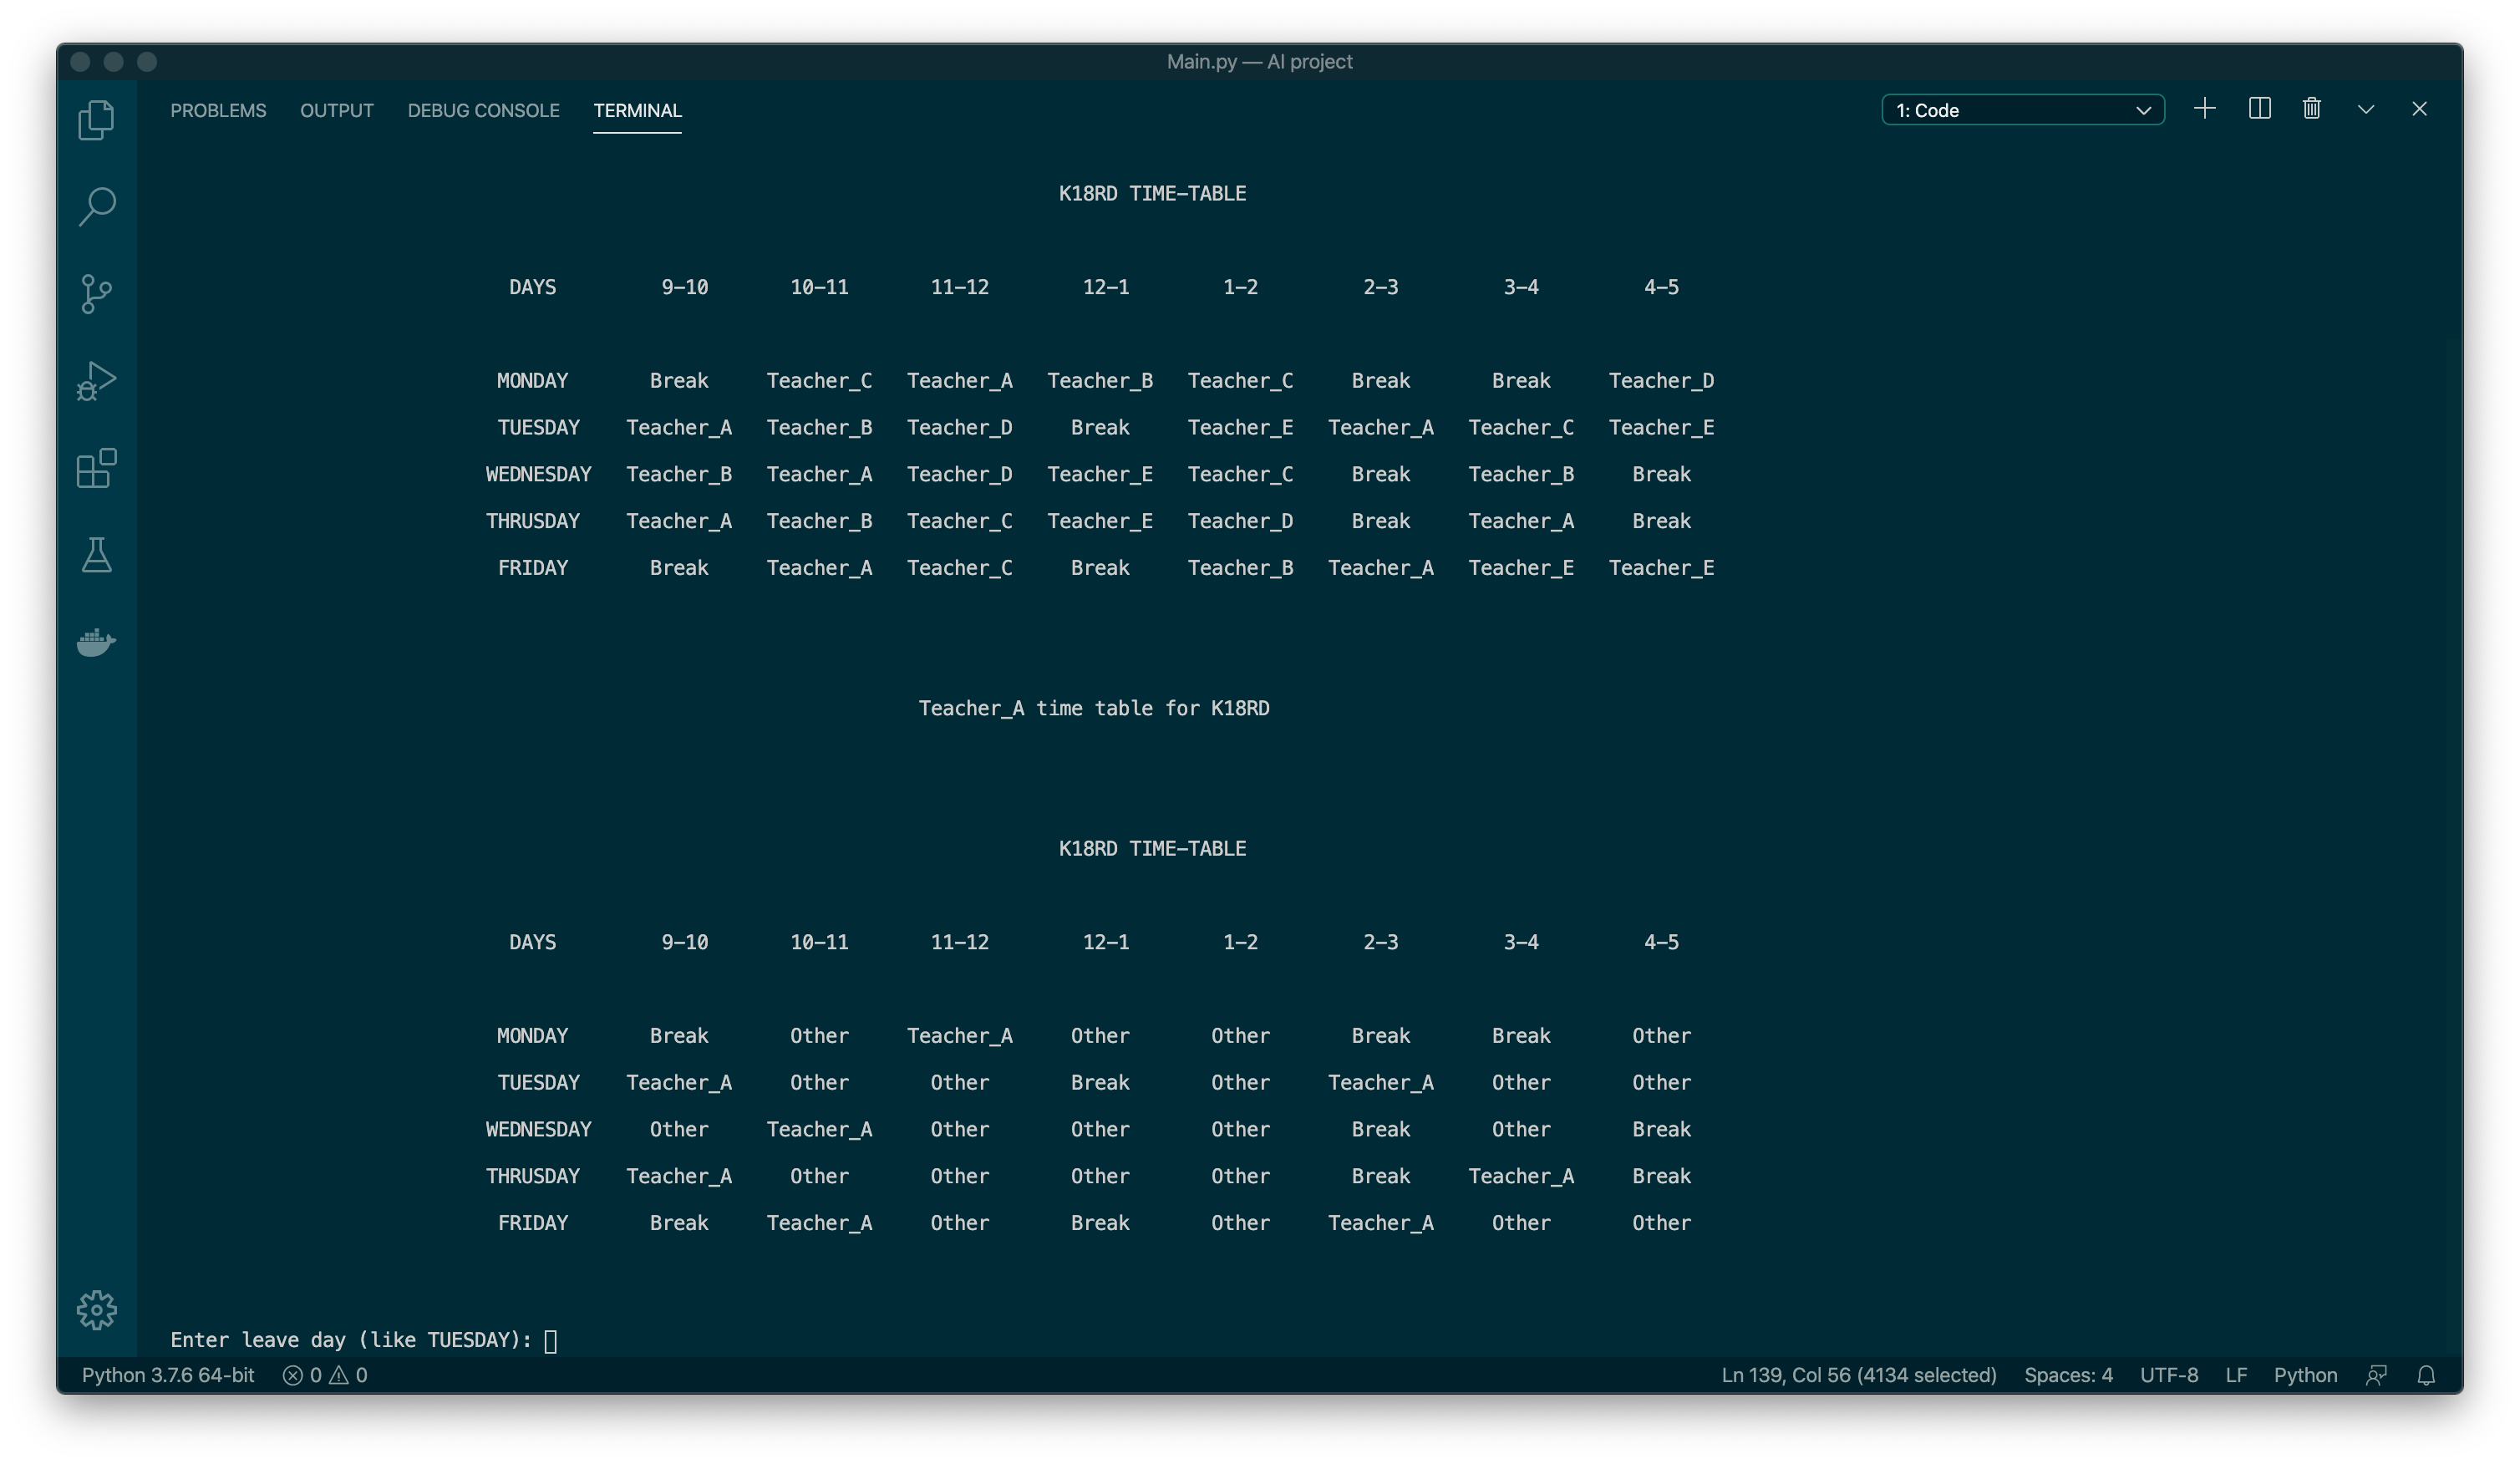 Main.py — AI project
PROBLEMS OUTPUT DEBUG CONSOLE TERMINAL 1: Code
K18RD TIME-TABLE
DAYS 9-10 10-11 11-12 12-1 1-2 2-3 3-4 4-5
MONDAY Break Teacher_C Teacher_A Teacher_B Teacher_C Break Break Teacher_D
TUESDAY Teacher_A Teacher_B Teacher_D Break Teacher_E Teacher_A Teacher_C Teacher_E
WEDNESDAY Teacher_B Teacher_A Teacher_D Teacher_E Teacher_C Break Teacher_B Break
THRUSDAY Teacher_A Teacher_B Teacher_C Teacher_E Teacher_D Break Teacher_A Break
FRIDAY Break Teacher_A Teacher_C Break Teacher_B Teacher_A Teacher_E Teacher_E
Teacher_A time table for K18RD
K18RD TIME-TABLE
DAYS 9-10 10-11 11-12 12-1 1-2 2-3 3-4 4-5
MONDAY Break Other Teacher_A Other Other Break Break Other
TUESDAY Teacher_A Other Other Break Other Teacher_A Other Other
WEDNESDAY Other Teacher_A Other Other Other Break Other Break
THRUSDAY Teacher_A Other Other Other Other Break Teacher_A Break
FRIDAY Break Teacher_A Other Break Other Teacher_A Other Other
Enter leave day (like TUESDAY):
Python 3.7.6 64-bit 0 0 Ln 139, Col 56 (4134 selected) Spaces: 4 UTF-8 LF Python